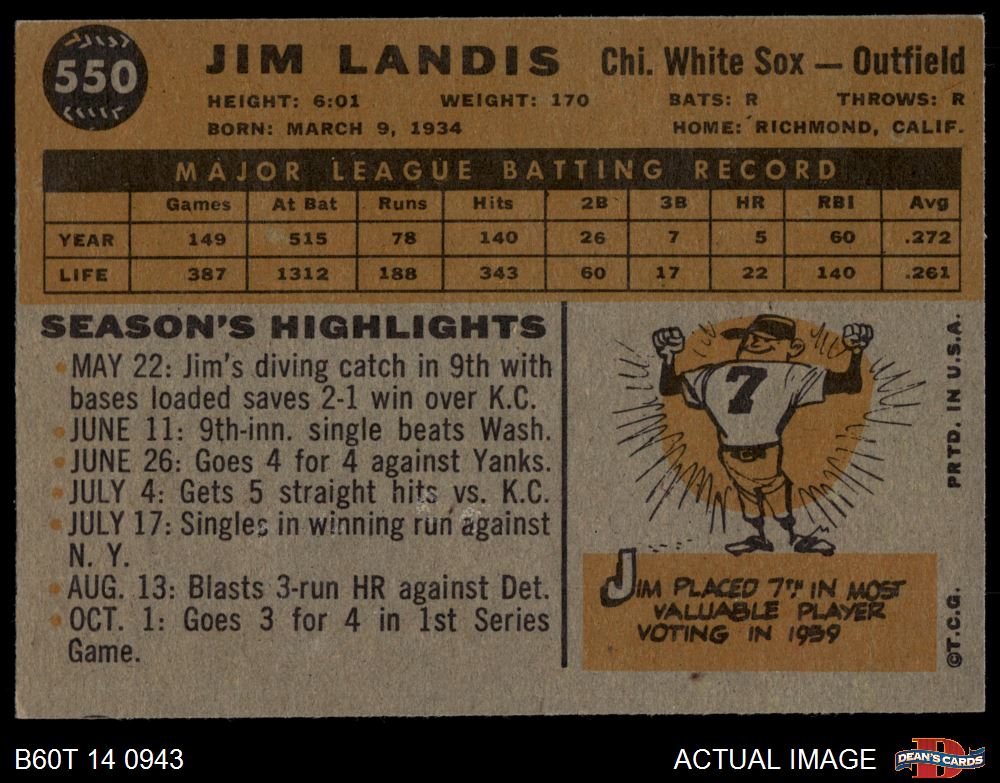 550
JIM LANDIS Chi. White Sox — Outfield
HEIGHT: 6:01 WEIGHT: 170 BATS: R THROWS: R
BORN: MARCH 9, 1934 HOME: RICHMOND, CALIF.
MAJOR LEAGUE BATTING RECORD
Games At Bat Runs Hits 2B 3B HR RBI Avg
YEAR 149 515 78 140 26 7 5 60 .272
LIFE 387 1312 188 343 60 17 22 140 .261
SEASON'S HIGHLIGHTS
MAY 22: Jim's diving catch in 9th with
bases loaded saves 2-1 win over K.C.
JUNE 11: 9th-inn. single beats Wash.
JUNE 26: Goes 4 for 4 against Yanks.
JULY 4: Gets 5 straight hits vs. K.C.
JULY 17: Singles in winning run against
N. Y.
AUG. 13: Blasts 3-run HR against Det.
OCT. 1: Goes 3 for 4 in 1st Series
Game.
7
JIM PLACED 7TH IN MOST
VALUABLE PLAYER
VOTING IN 1959
PRTD. IN U.S.A.
©T.C.G.
B60T 14 0943
ACTUAL IMAGE
D
DEAN'S CARDS